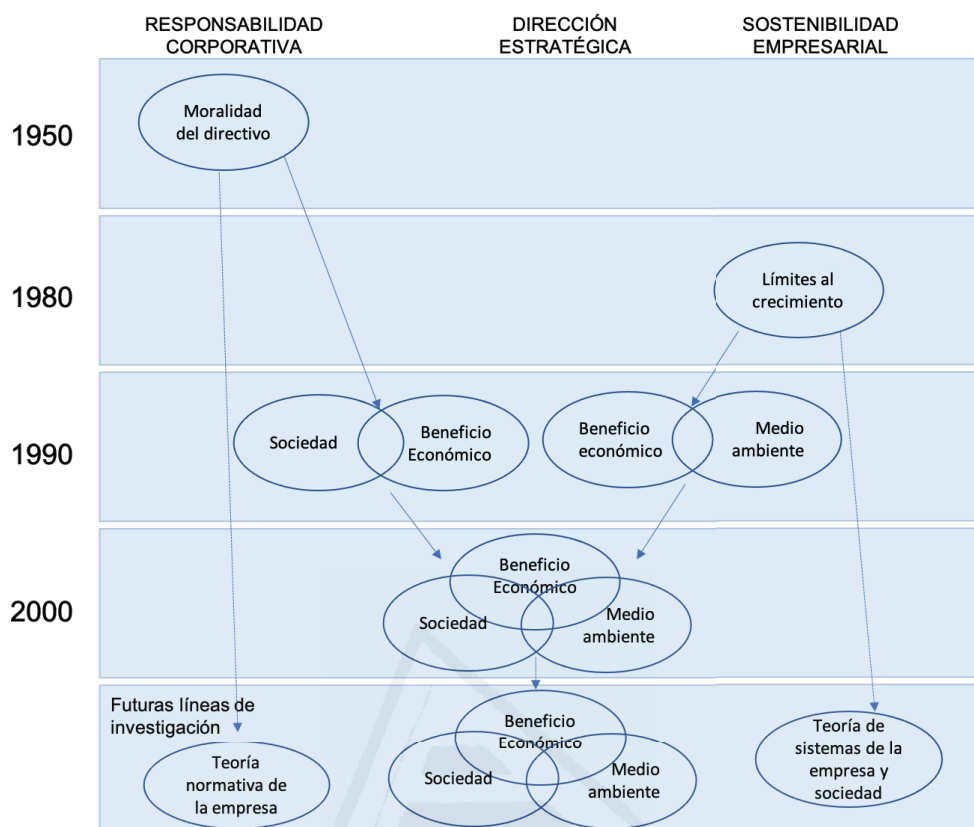 RESPONSABILIDAD
CORPORATIVA
DIRECCIÓN
ESTRATÉGICA
SOSTENIBILIDAD
EMPRESARIAL
1950
Moralidad
del directivo
1980
Límites al
crecimiento
1990
Sociedad
Beneficio
Económico
Beneficio
económico
Medio
ambiente
2000
Beneficio
Económico
Sociedad
Medio
ambiente
Futuras líneas de
investigación
Teoría
normativa de
la empresa
Beneficio
Económico
Sociedad
Medio
ambiente
Teoría de
sistemas de la
empresa y
sociedad